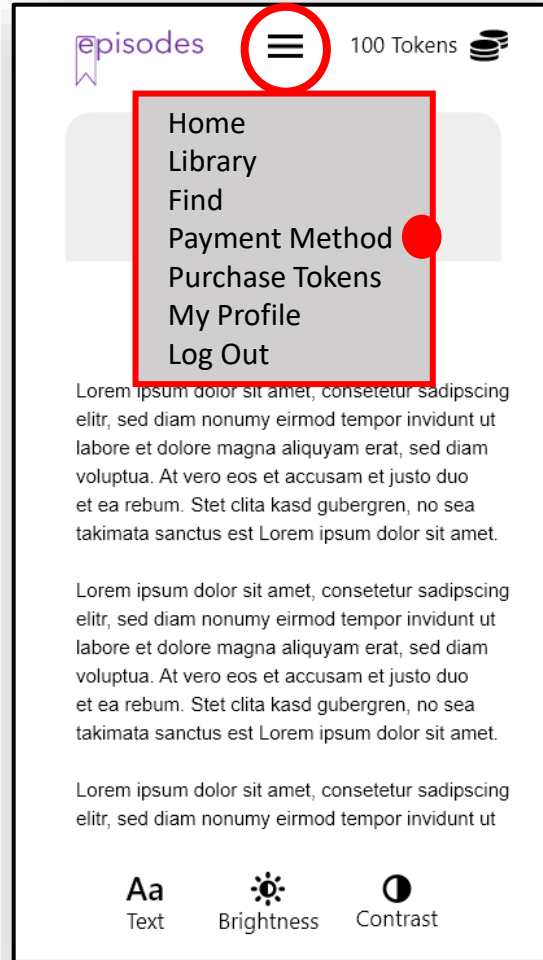 episodes
100 Tokens
Home
Library
Find
Payment Method
Purchase Tokens
My Profile
Log Out
Lorem ipsum dolor sit amet, consetetur sadipscing
elitr, sed diam nonumy eirmod tempor invidunt ut
labore et dolore magna aliquyam erat, sed diam
voluptua. At vero eos et accusam et justo duo
et ea rebum. Stet clita kasd gubergren, no sea
takimata sanctus est Lorem ipsum dolor sit amet.
Lorem ipsum dolor sit amet, consetetur sadipscing
elitr, sed diam nonumy eirmod tempor invidunt ut
labore et dolore magna aliquyam erat, sed diam
voluptua. At vero eos et accusam et justo duo
et ea rebum. Stet clita kasd gubergren, no sea
takimata sanctus est Lorem ipsum dolor sit amet.
Lorem ipsum dolor sit amet, consetetur sadipscing
elitr, sed diam nonumy eirmod tempor invidunt ut
Aa
Text Brightness Contrast